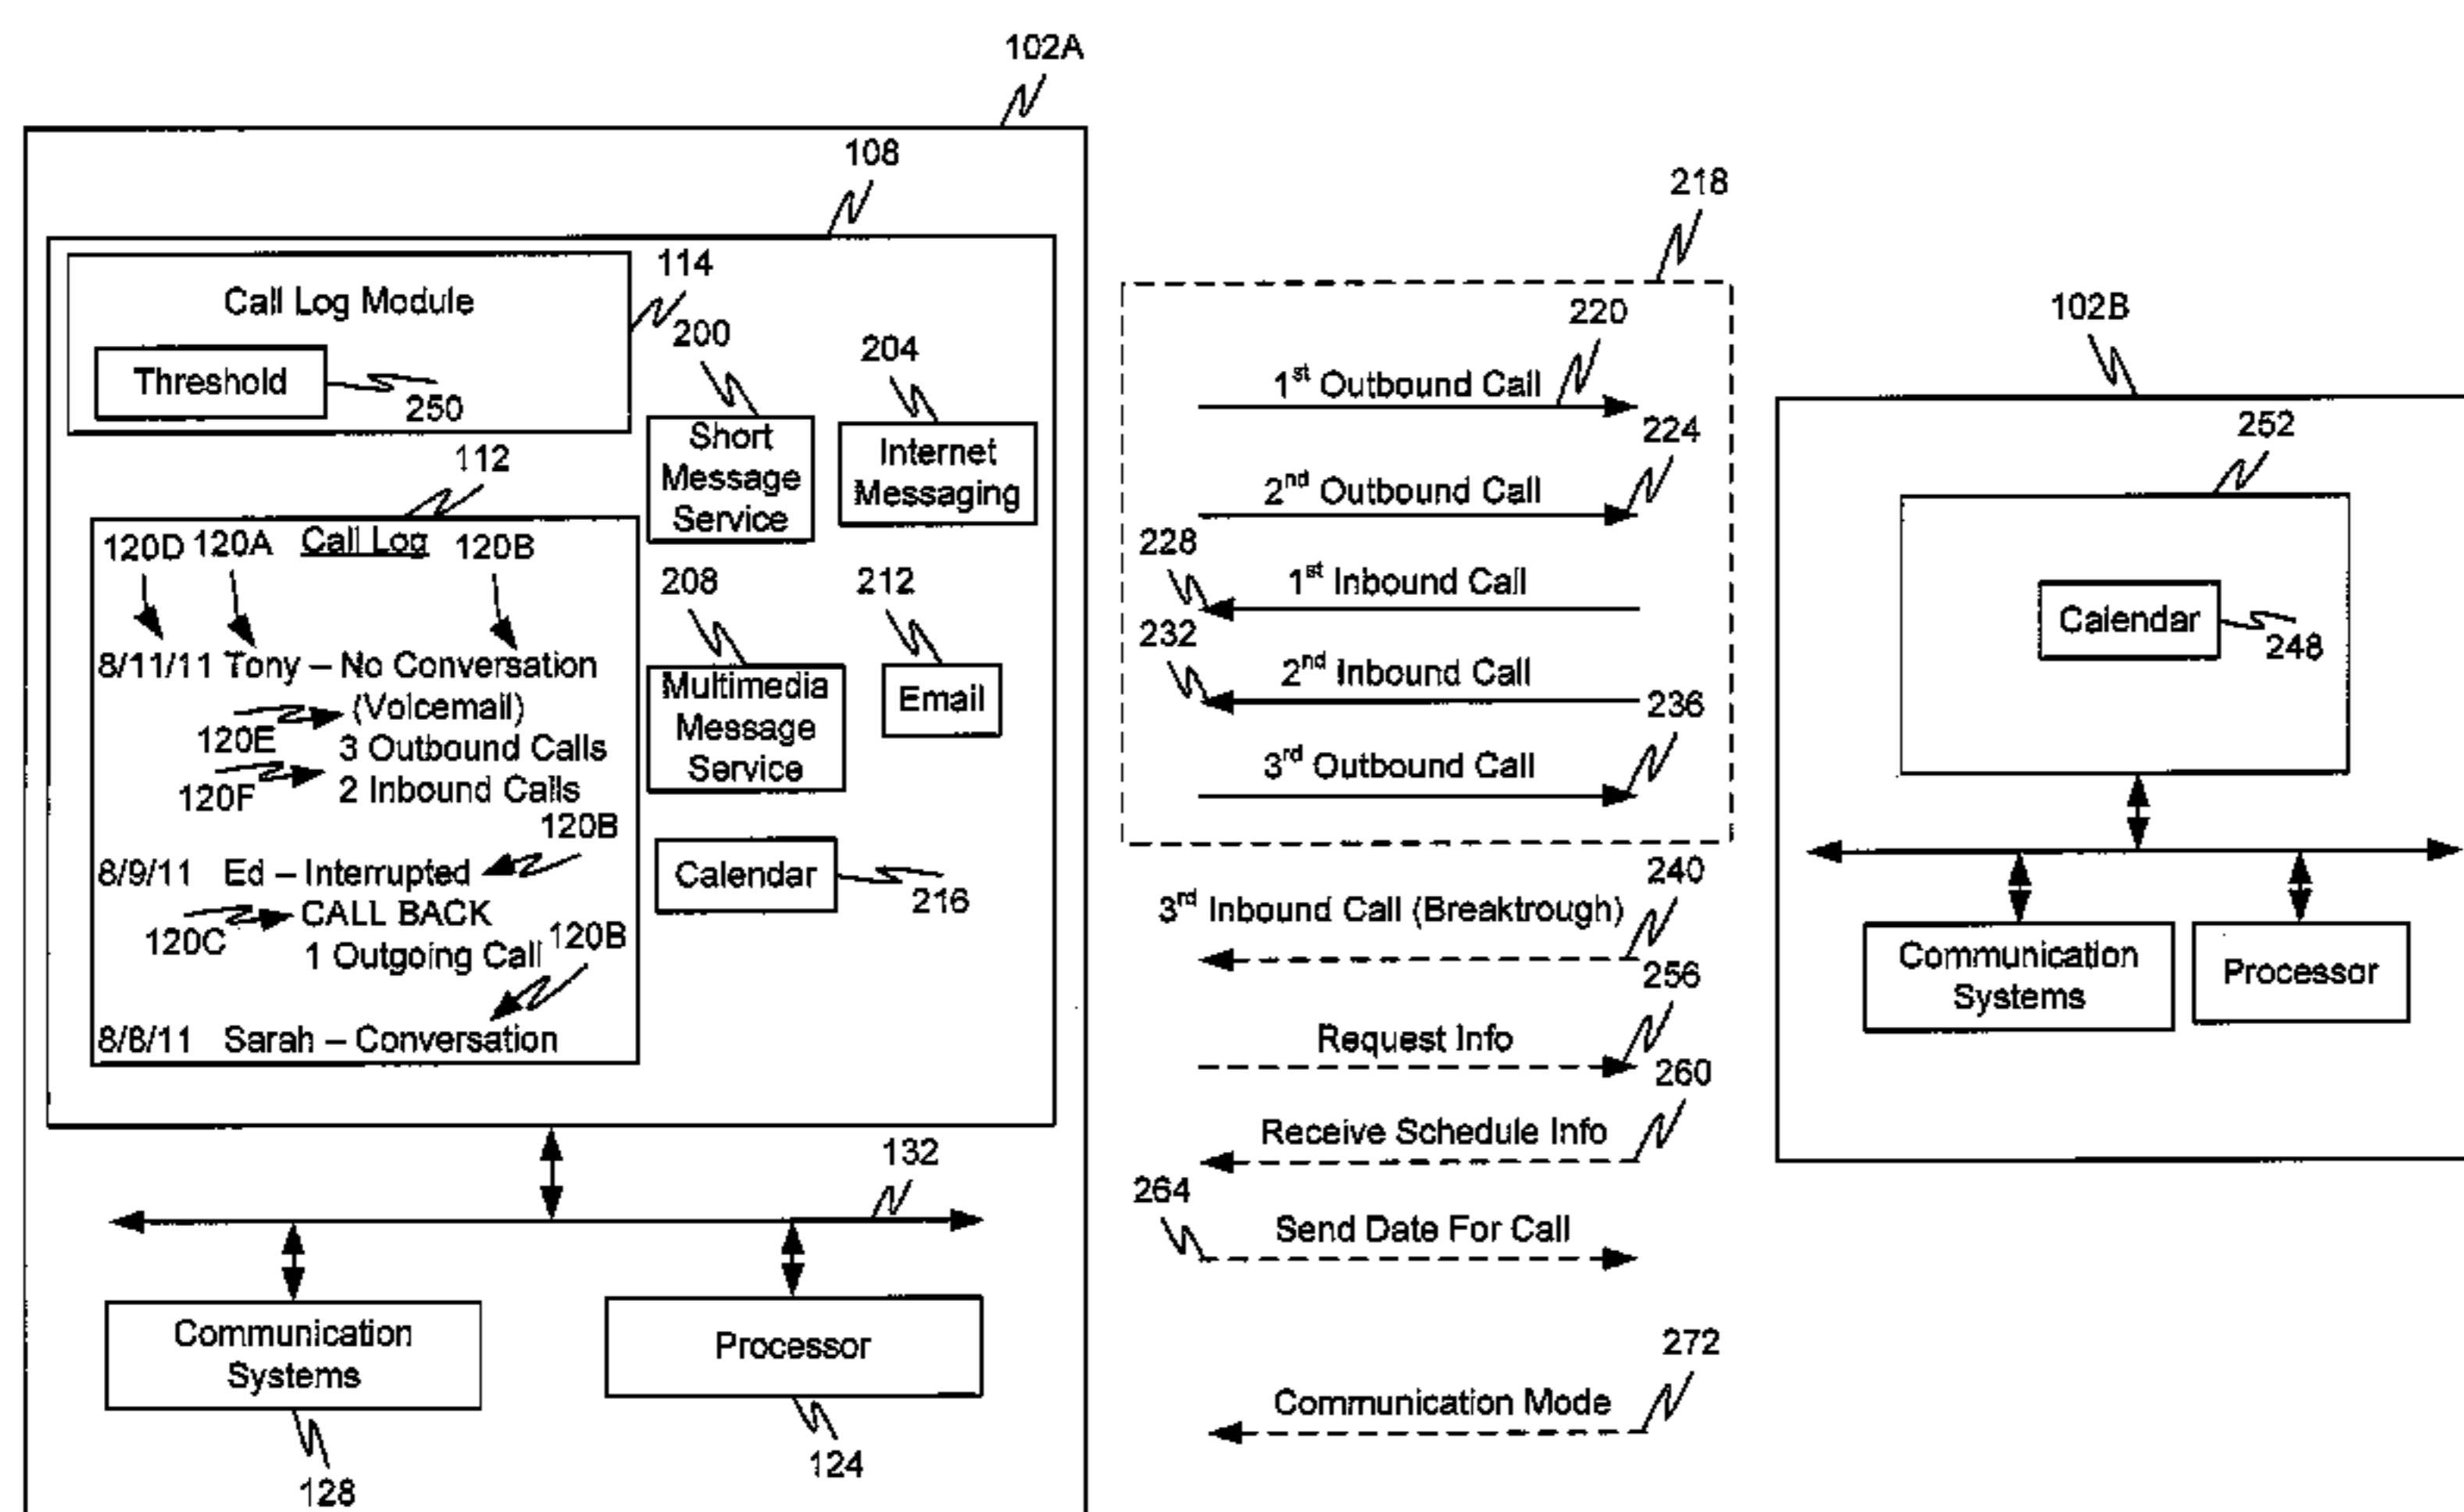 102A
108
Call Log Module
114
Threshold
250
200
Short
Message
Service
204
Internet
Messaging
112
120D 120A Call Log 120B
8/11/11 Tony – No Conversation
(Voicemail)
120E
3 Outbound Calls
120F
2 Inbound Calls
120B
8/9/11 Ed – Interrupted
CALL BACK
120C
1 Outgoing Call
120B
8/8/11 Sarah – Conversation
208
Multimedia
Message
Service
212
Email
Calendar
216
132
Communication
Systems
128
Processor
124
218
220
1st Outbound Call
224
2nd Outbound Call
228
1st Inbound Call
232
2nd Inbound Call
236
3rd Outbound Call
240
3rd Inbound Call (Breaktrough)
256
Request Info
260
Receive Schedule Info
264
Send Date For Call
272
Communication Mode
102B
252
Calendar
248
Communication
Systems
Processor